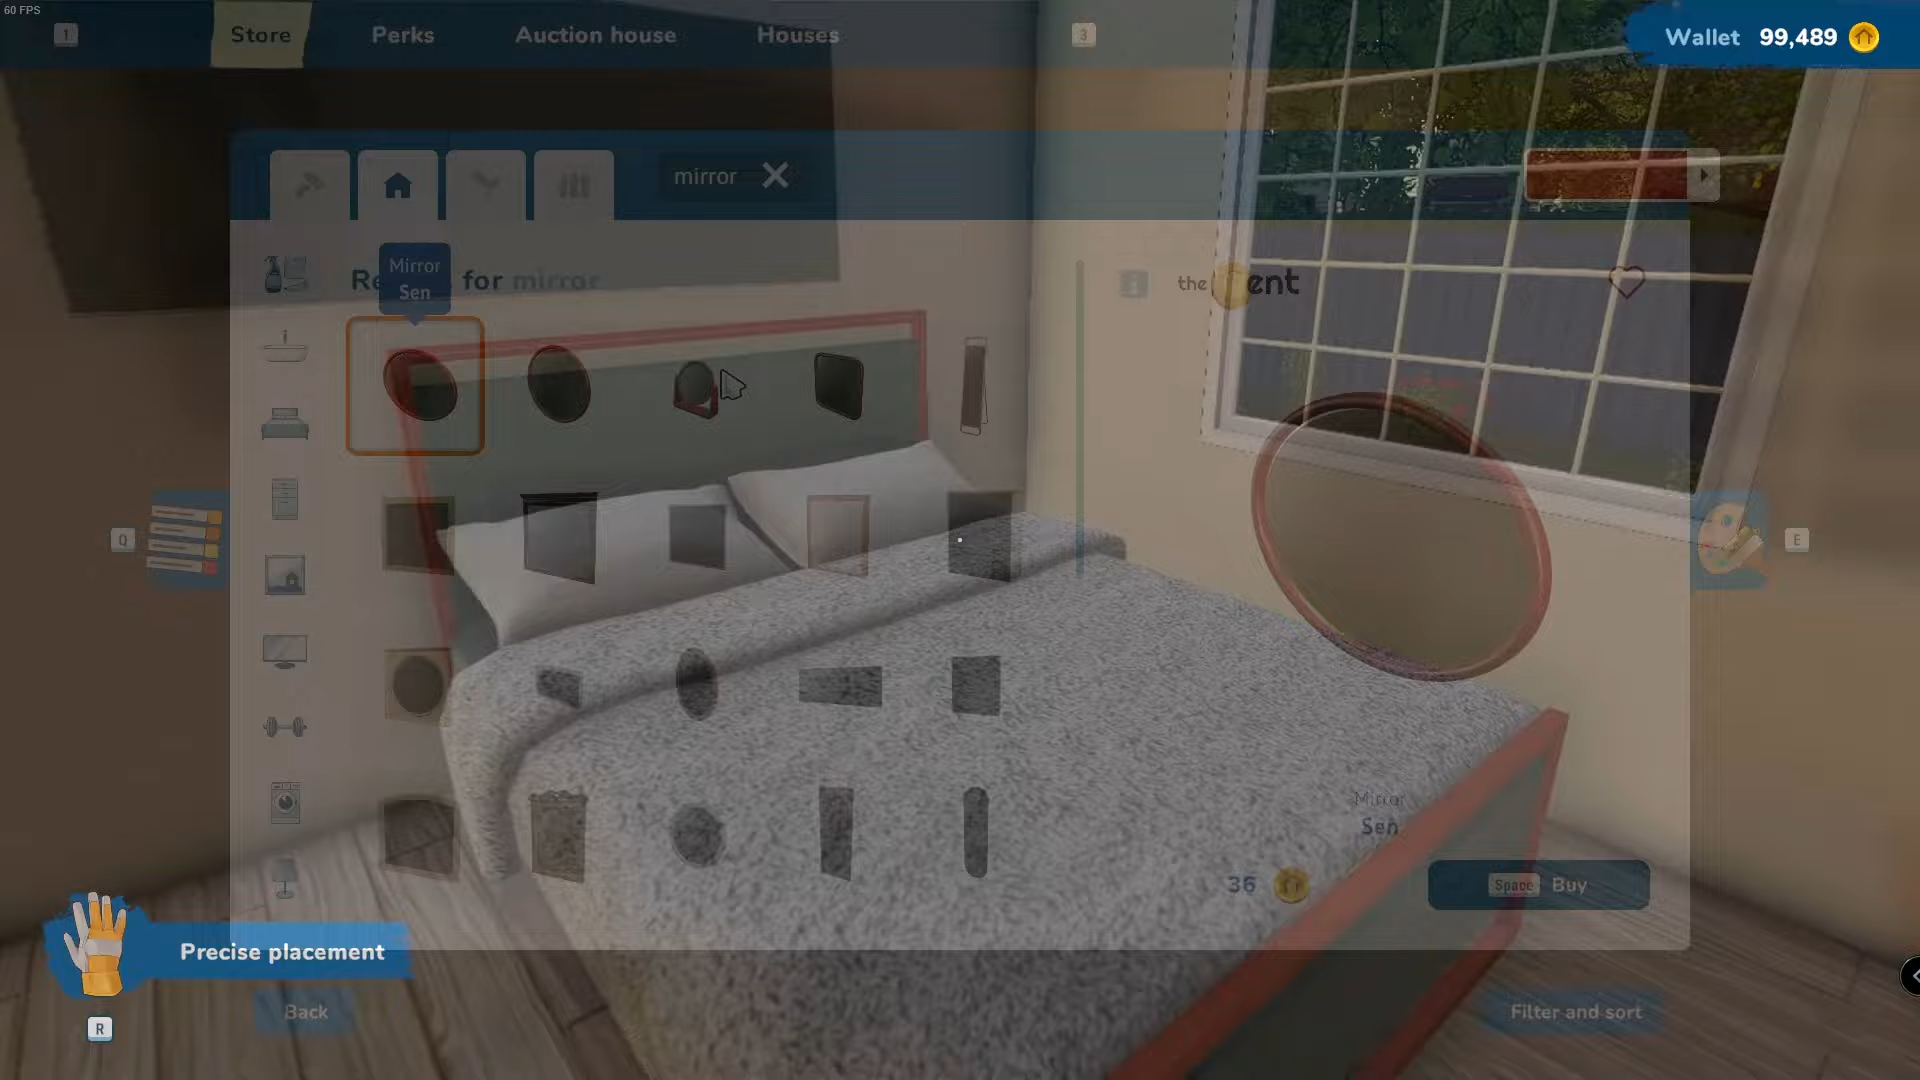 60 FPS
1
Store
Perks
Auction house
Houses
3
Wallet 99,489
mirror
Mirror
Sen
for mirror
the
ent
Q
E
Mirror
Sen
36
Space Buy
Precise placement
R
Back
Filter and sort